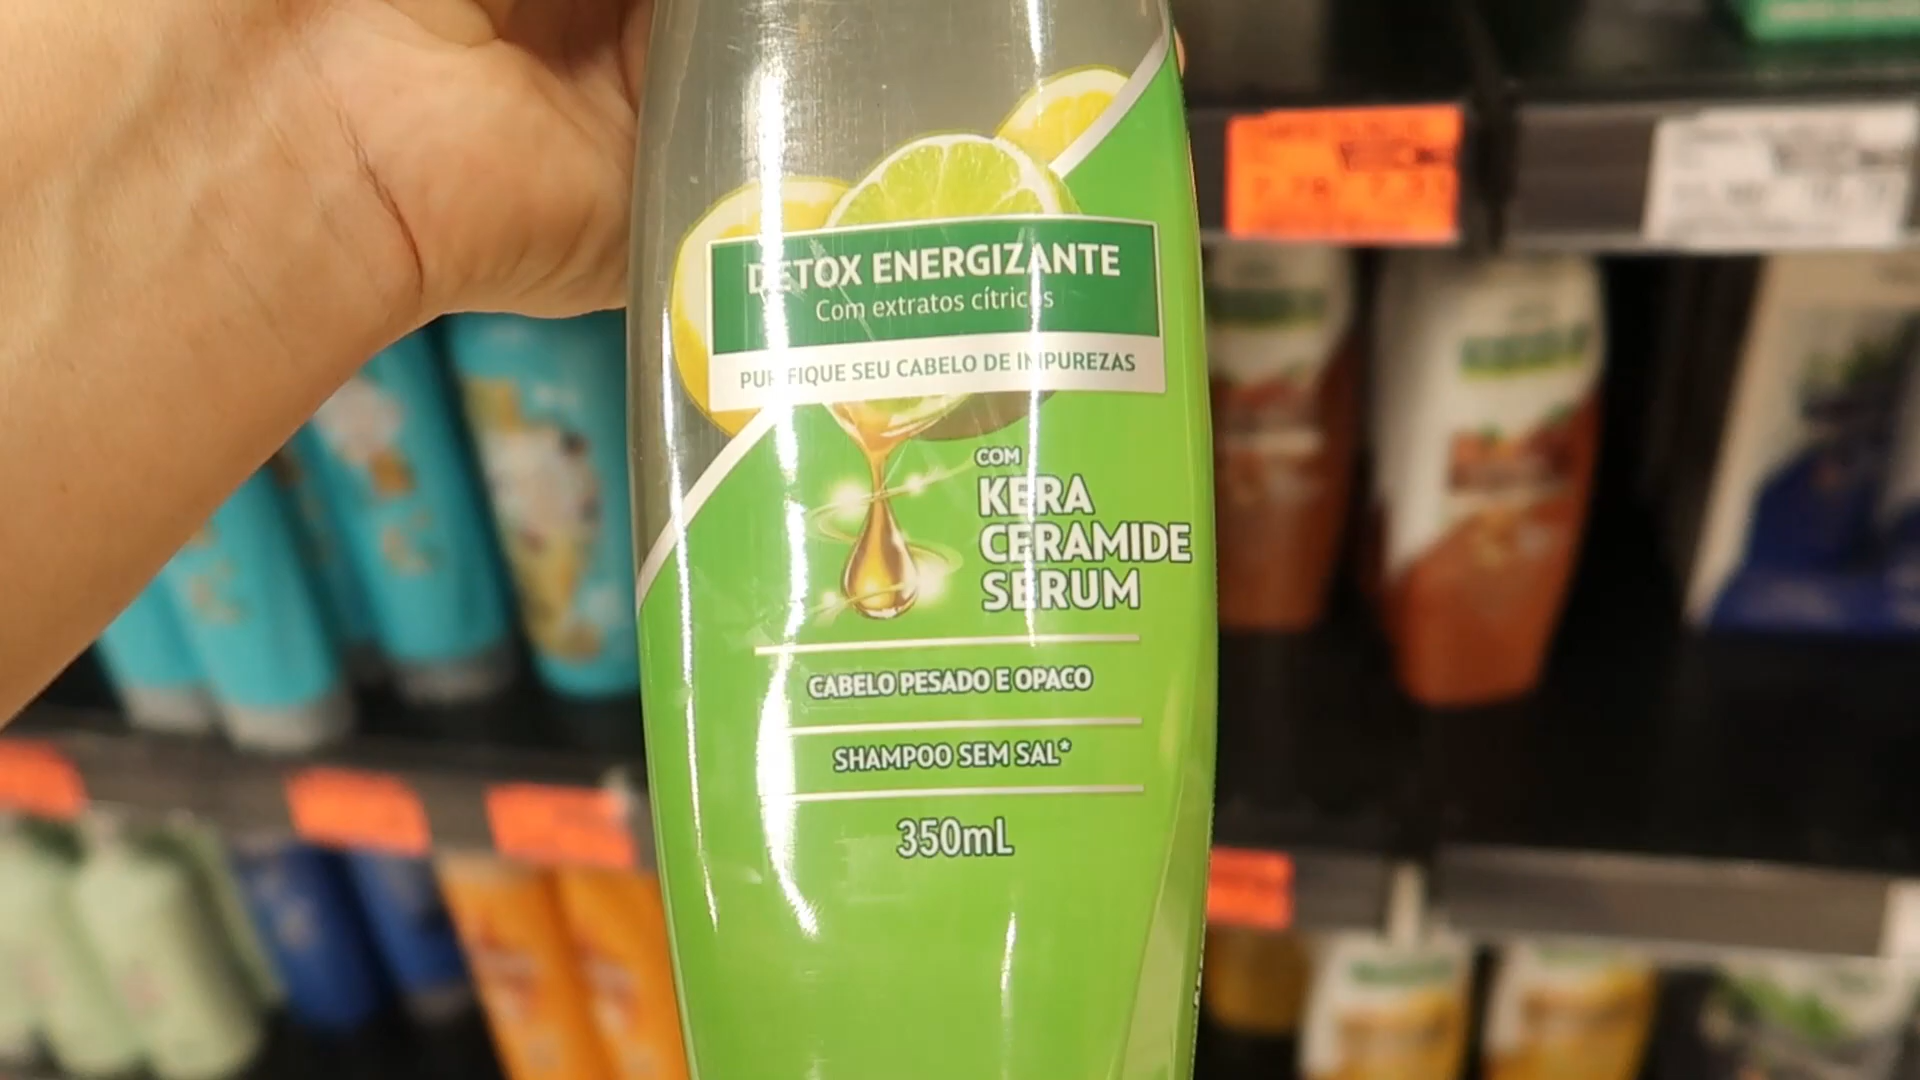 DETOX ENERGIZANTE
Com extratos cítricos
PURIFIQUE SEU CABELO DE IMPUREZAS
COM
KERA
CERAMIDE
SERUM
CABELO PESADO E OPACO
SHAMPOO SEM SAL*
350mL